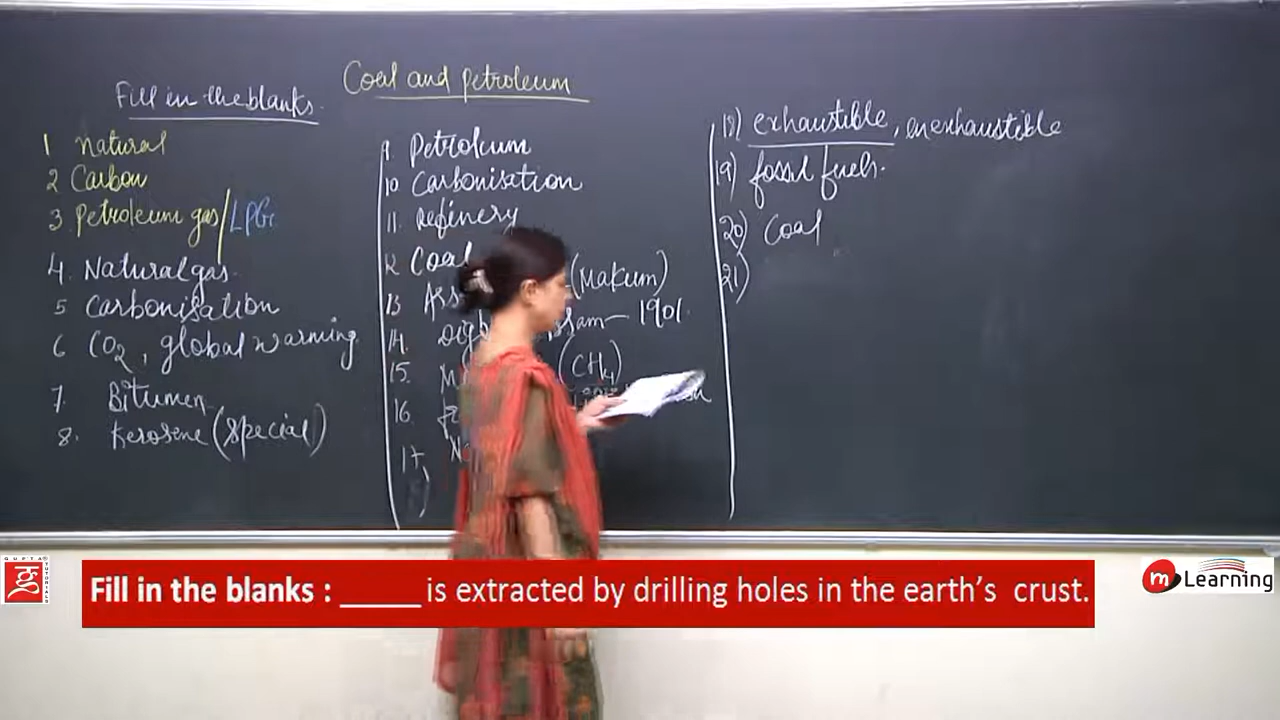 Coal and petroleum
Fill in the blanks.
1 Natural
2 Carbon
3 Petroleum gas/LPG
4. Natural gas.
5 Carbonisation
6 CO2, global warming
7. Bitumen
8. Kerosene (special)
9. Petroleum
10. Carbonisation
11. Refinery
12 Coal
13 (Makum)
14. 1901.
15. (CH4)
16
17,
18) exhaustible, inexhaustible
19) fossil fuels.
20) Coal
21)
Fill in the blanks : _____ is extracted by drilling holes in the earth’s crust.
GUPTA® TUTORIALS
m Learning